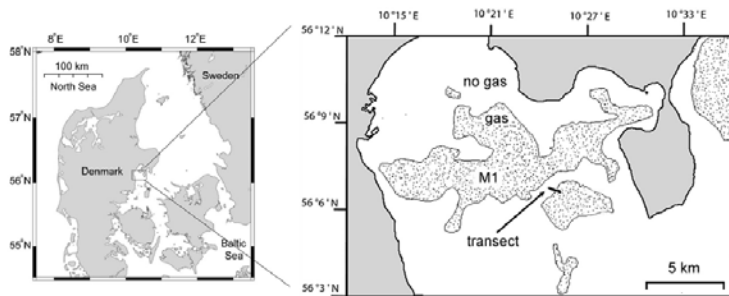 8°E 10°E 12°E
58°N
57°N
56°N
55°N
100 km
North Sea
Sweden
Denmark
Baltic
Sea
10°15'E 10°21'E 10°27'E 10°33'E
56°12'N
56°9'N
56°6'N
56°3'N
no gas
gas
M1
transect
5 km